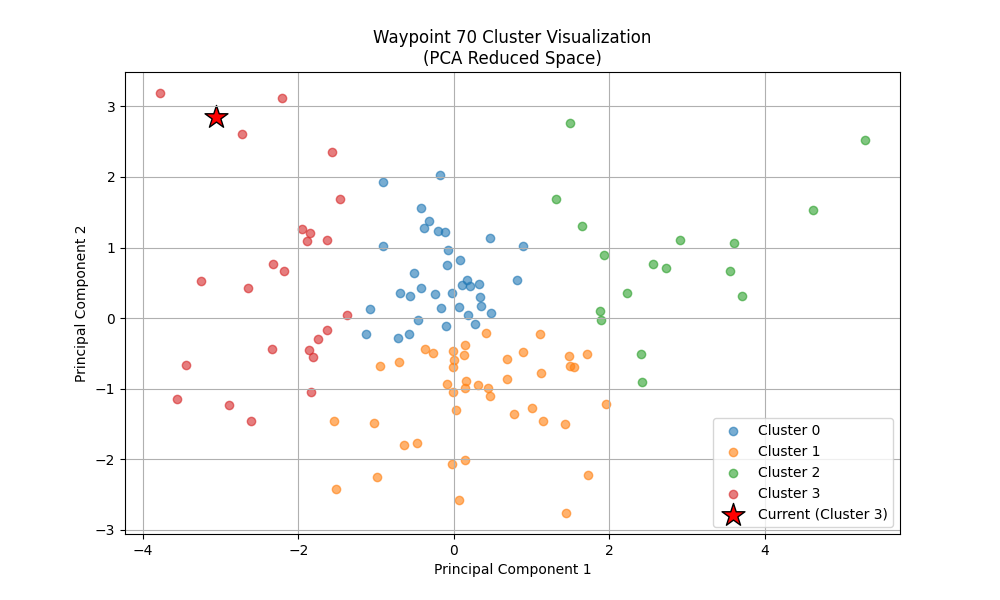 Waypoint 70 Cluster Visualization
(PCA Reduced Space)
Principal Component 2
3
2
1
0
−1
−2
−3
Cluster 0
Cluster 1
Cluster 2
Cluster 3
Current (Cluster 3)
−4
−2
0
2
4
Principal Component 1